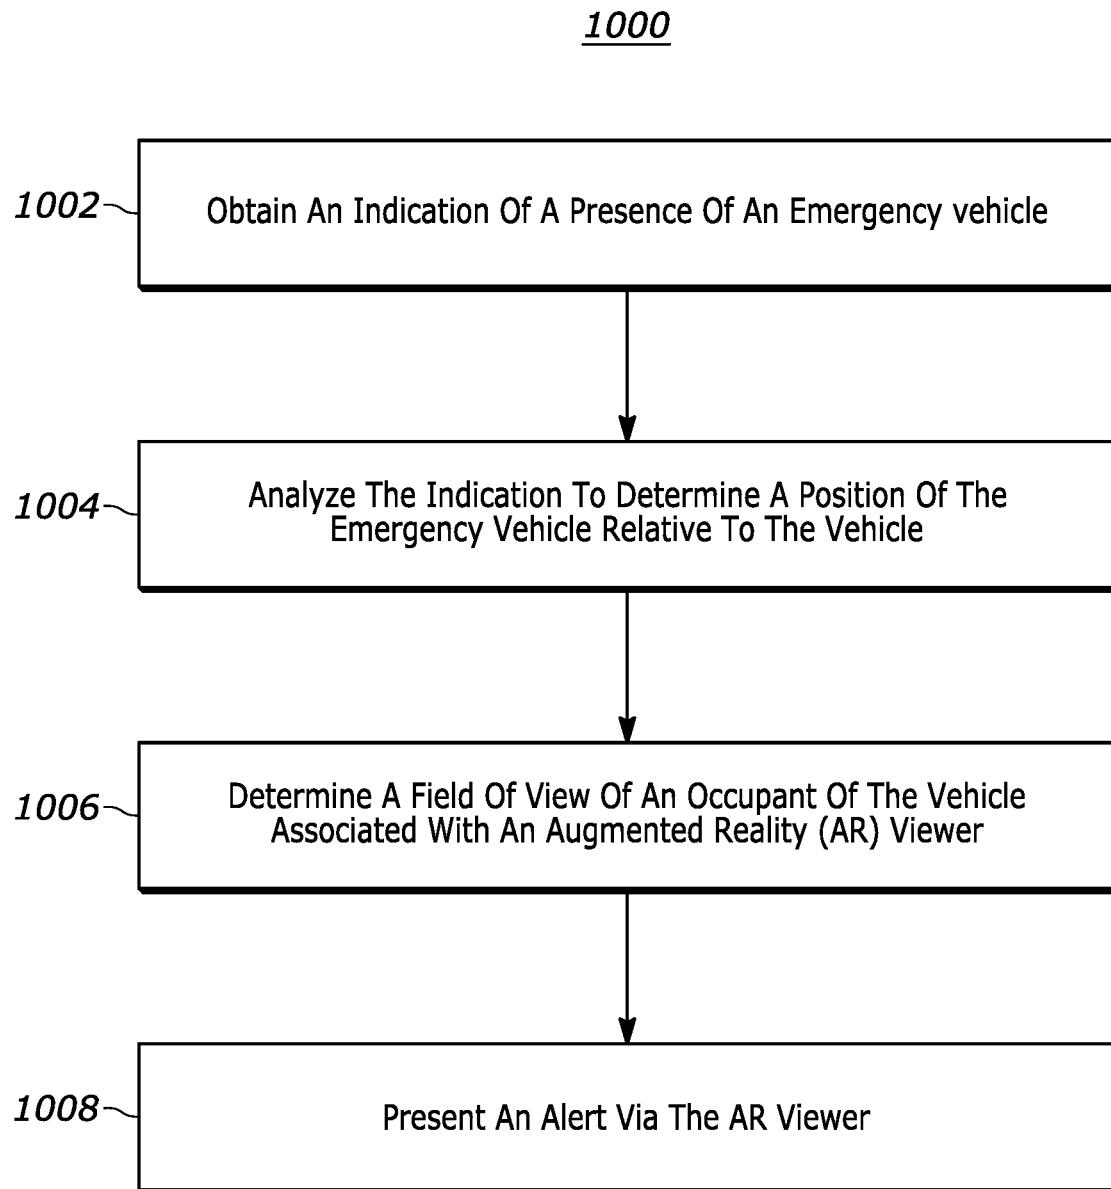 1000
1002
Obtain An Indication Of A Presence Of An Emergency vehicle
1004
Analyze The Indication To Determine A Position Of The
Emergency Vehicle Relative To The Vehicle
1006
Determine A Field Of View Of An Occupant Of The Vehicle
Associated With An Augmented Reality (AR) Viewer
1008
Present An Alert Via The AR Viewer